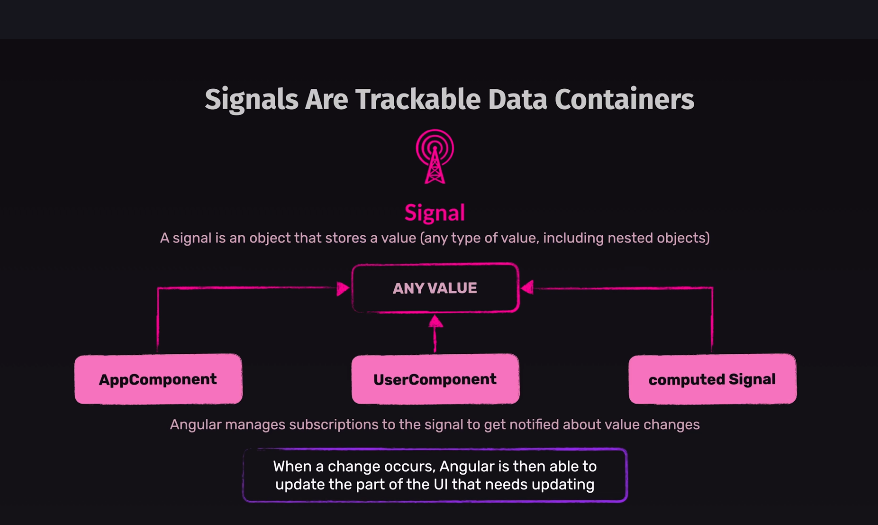 Signals Are Trackable Data Containers
Signal
A signal is an object that stores a value (any type of value, including nested objects)
ANY VALUE
AppComponent
UserComponent
computed Signal
Angular manages subscriptions to the signal to get notified about value changes
When a change occurs, Angular is then able to
update the part of the UI that needs updating